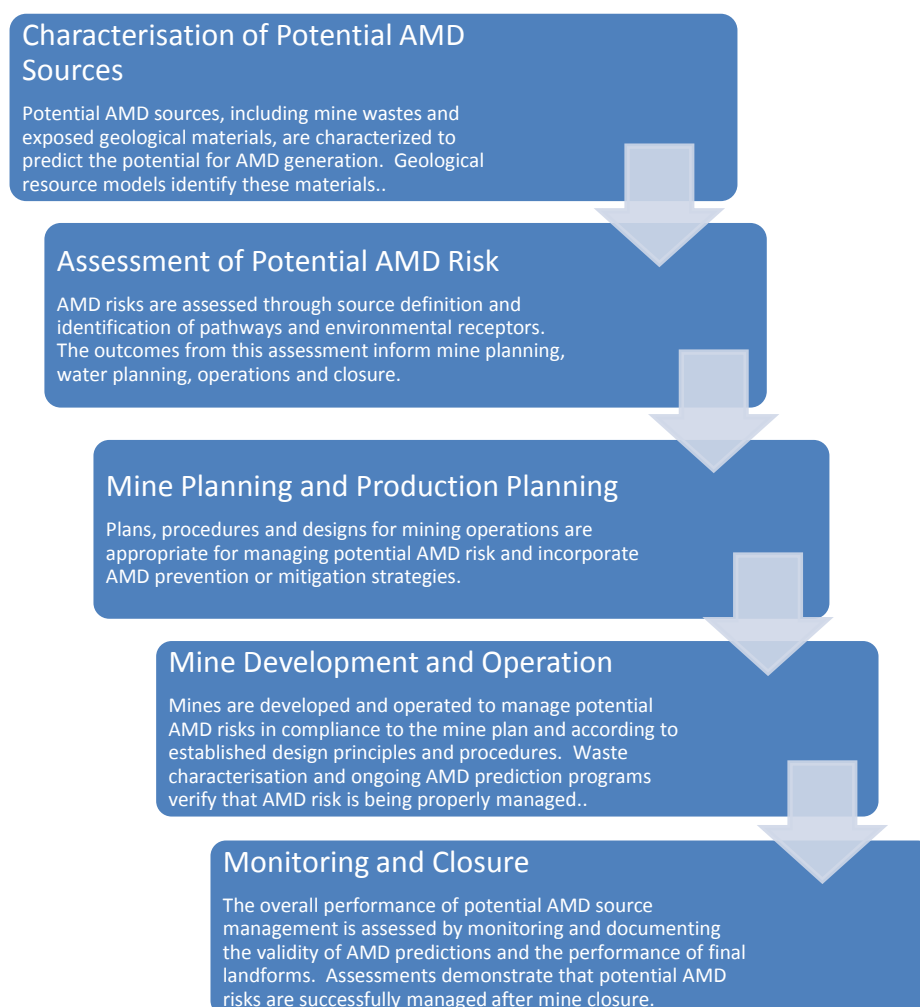 Characterisation of Potential AMD
Sources
Potential AMD sources, including mine wastes and
exposed geological materials, are characterized to
predict the potential for AMD generation.  Geological
resource models identify these materials..
Assessment of Potential AMD Risk
AMD risks are assessed through source definition and
identification of pathways and environmental receptors.
The outcomes from this assessment inform mine planning,
water planning, operations and closure.
Mine Planning and Production Planning
Plans, procedures and designs for mining operations are
appropriate for managing potential AMD risk and incorporate
AMD prevention or mitigation strategies.
Mine Development and Operation
Mines are developed and operated to manage potential
AMD risks in compliance to the mine plan and according to
established design principles and procedures.  Waste
characterisation and ongoing AMD prediction programs
verify that AMD risk is being properly managed..
Monitoring and Closure
The overall performance of potential AMD source
management is assessed by monitoring and documenting
the validity of AMD predictions and the performance of final
landforms.  Assessments demonstrate that potential AMD
risks are successfully managed after mine closure.